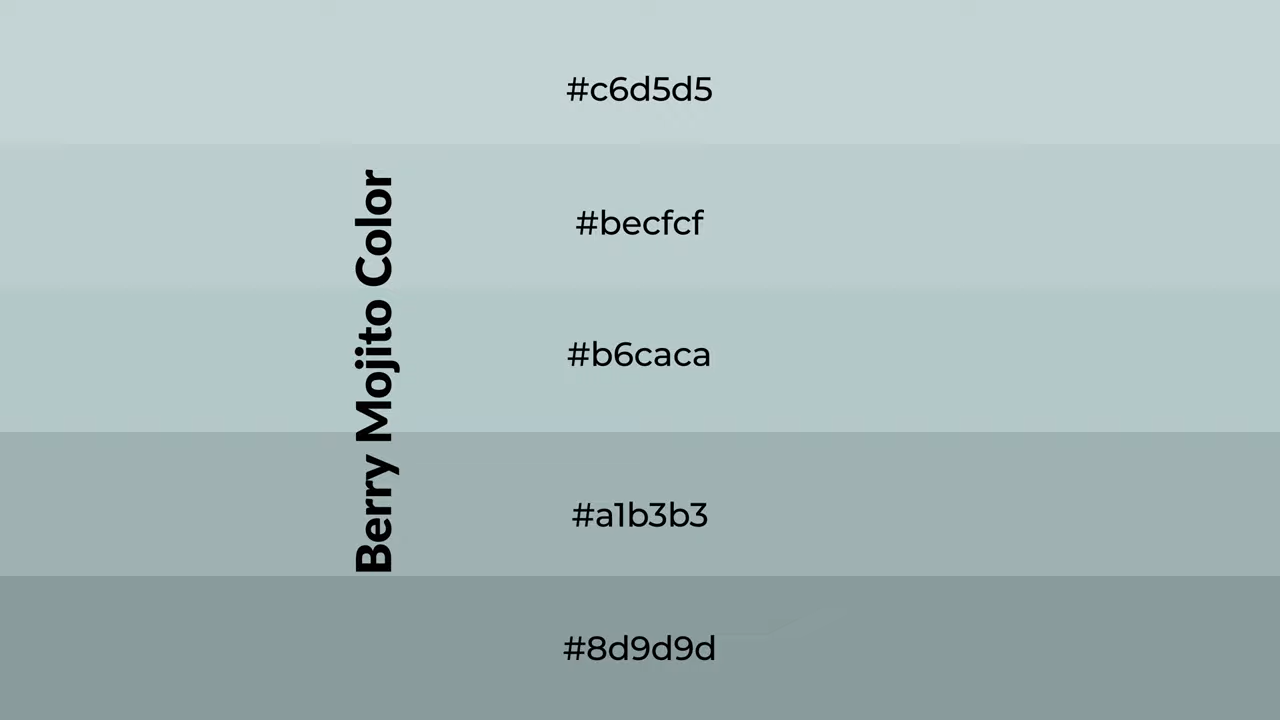 Berry Mojito Color
#c6d5d5
#becfcf
#b6caca
#a1b3b3
#8d9d9d